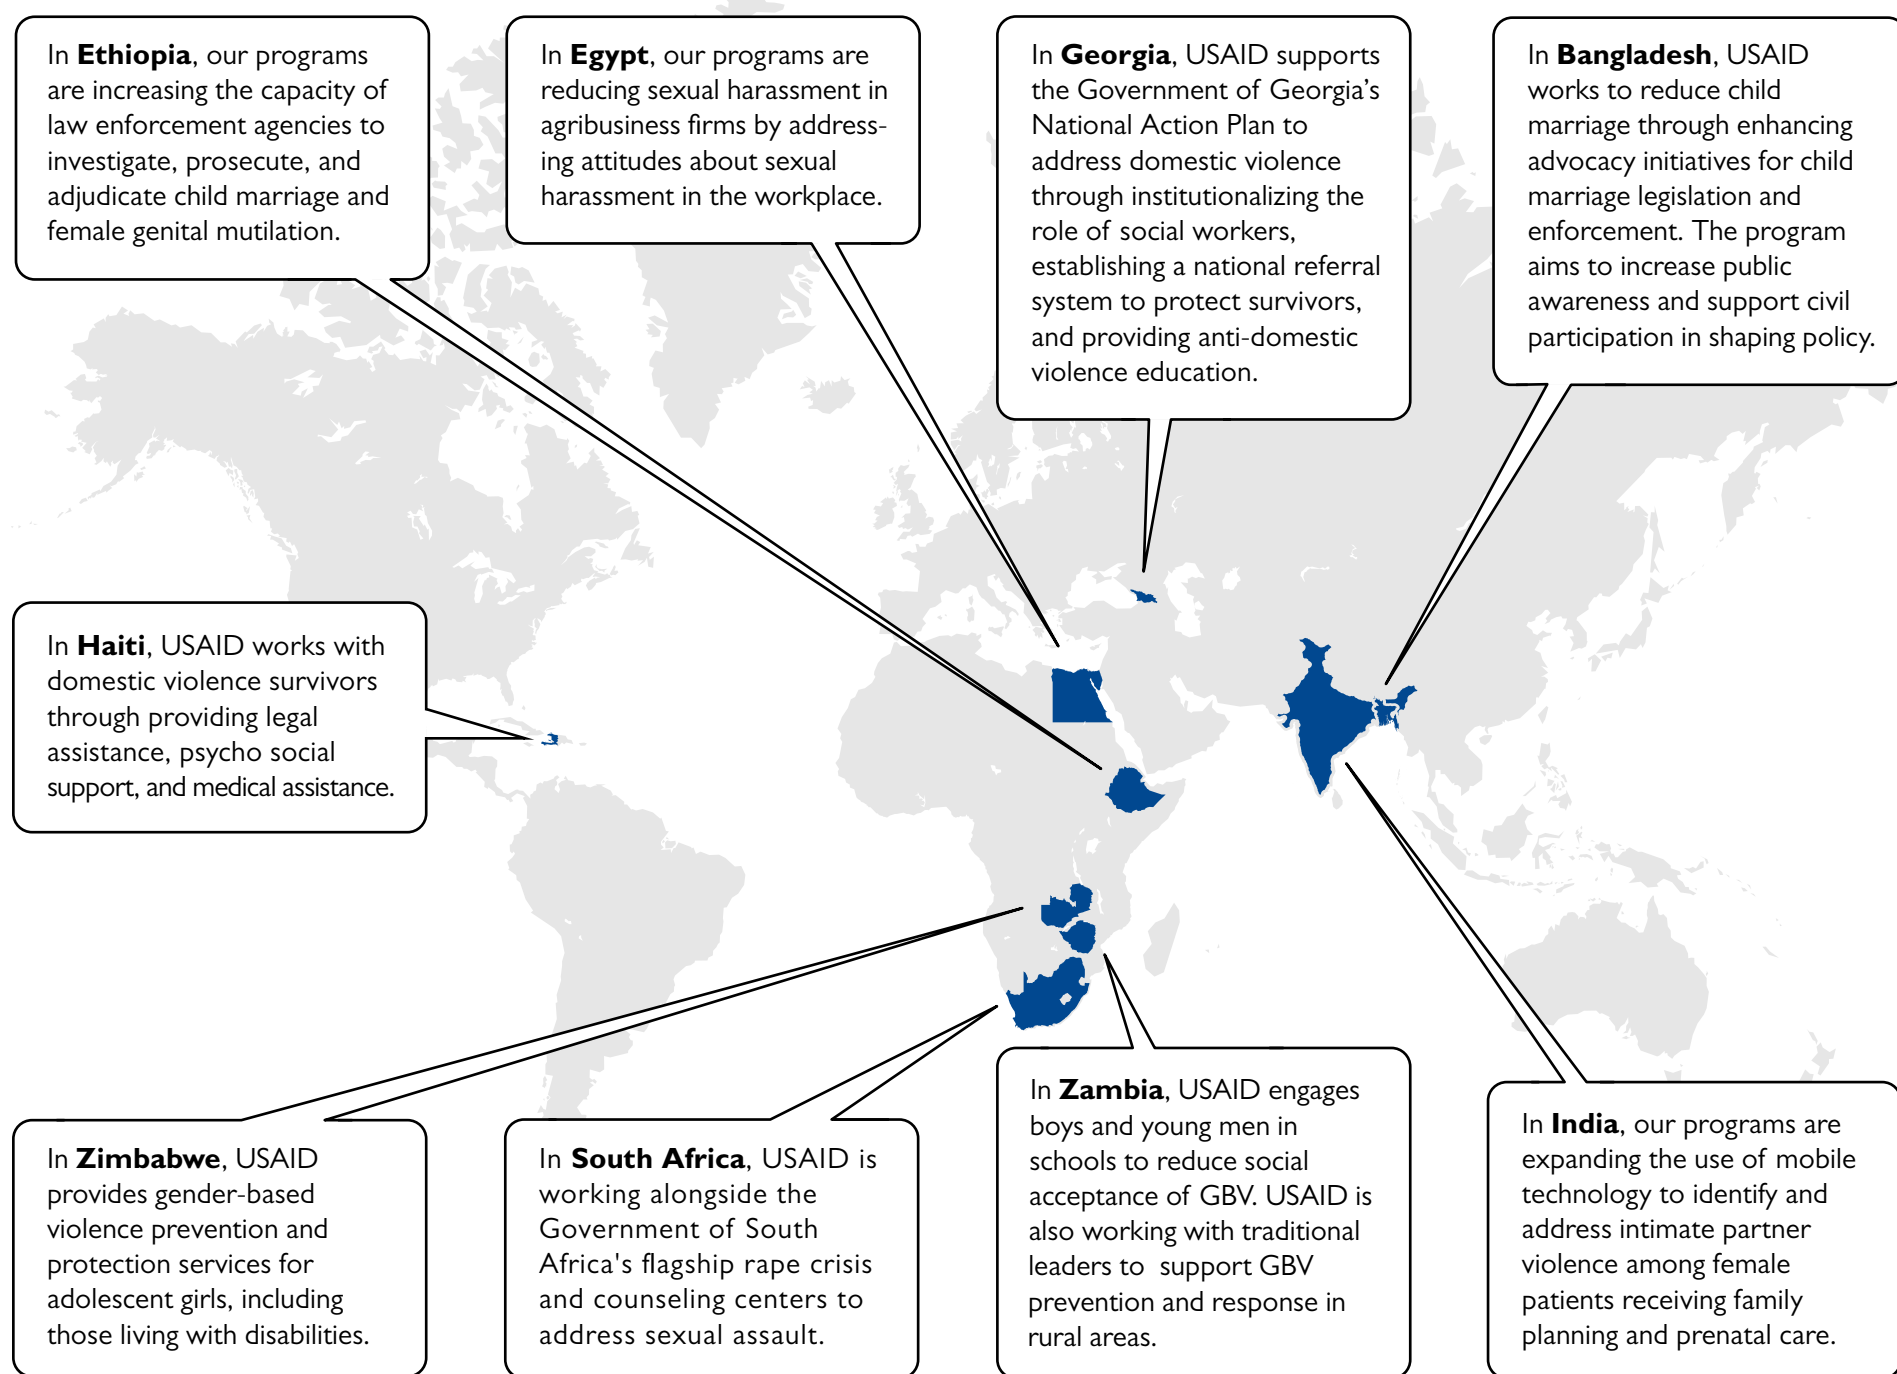 In Ethiopia, our programs
are increasing the capacity of
law enforcement agencies to
investigate, prosecute, and
adjudicate child marriage and
female genital mutilation.
In Egypt, our programs are
reducing sexual harassment in
agribusiness firms by address-
ing attitudes about sexual
harassment in the workplace.
In Georgia, USAID supports
the Government of Georgia's
National Action Plan to
address domestic violence
through institutionalizing the
role of social workers,
establishing a national referral
system to protect survivors,
and providing anti-domestic
violence education.
In Bangladesh, USAID
works to reduce child
marriage through enhancing
advocacy initiatives for child
marriage legislation and
enforcement. The program
aims to increase public
awareness and support civil
participation in shaping policy.
In Haiti, USAID works with
domestic violence survivors
through providing legal
assistance, psycho social
support, and medical assistance.
In Zimbabwe, USAID
provides gender-based
violence prevention and
protection services for
adolescent girls, including
those living with disabilities.
In South Africa, USAID is
working alongside the
Government of South
Africa's flagship rape crisis
and counseling centers to
address sexual assault.
In Zambia, USAID engages
boys and young men in
schools to reduce social
acceptance of GBV. USAID is
also working with traditional
leaders to support GBV
prevention and response in
rural areas.
In India, our programs are
expanding the use of mobile
technology to identify and
address intimate partner
violence among female
patients receiving family
planning and prenatal care.